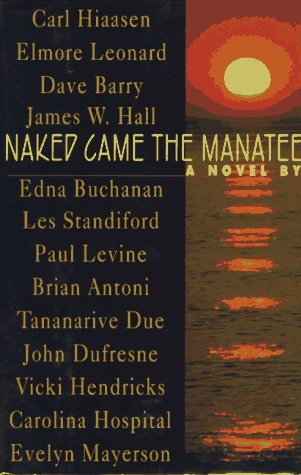 Carl Hiaasen
Elmore Leonard
Dave Barry
James W. Hall
NAKED CAME THE MANATEE
A NOVEL BY
Edna Buchanan
Les Standiford
Paul Levine
Brian Antoni
Tananarive Due
John Dufresne
Vicki Hendricks
Carolina Hospital
Evelyn Mayerson